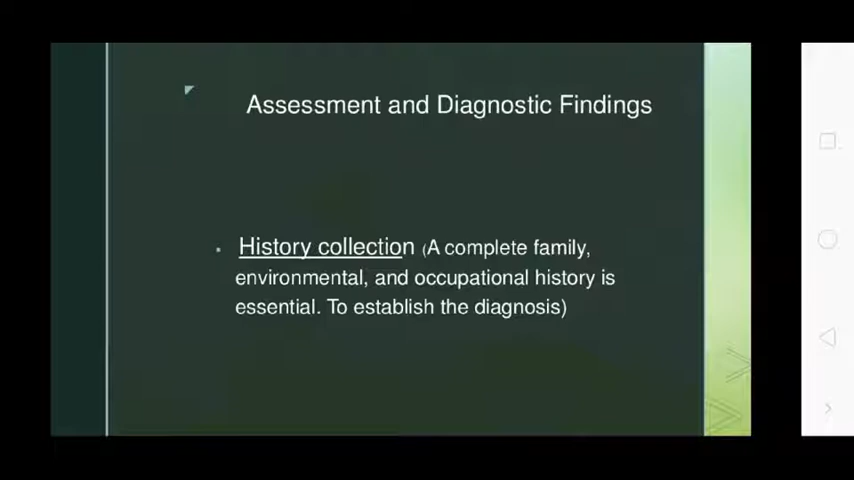 Assessment and Diagnostic Findings
• History collection (A complete family,
environmental, and occupational history is
essential. To establish the diagnosis)